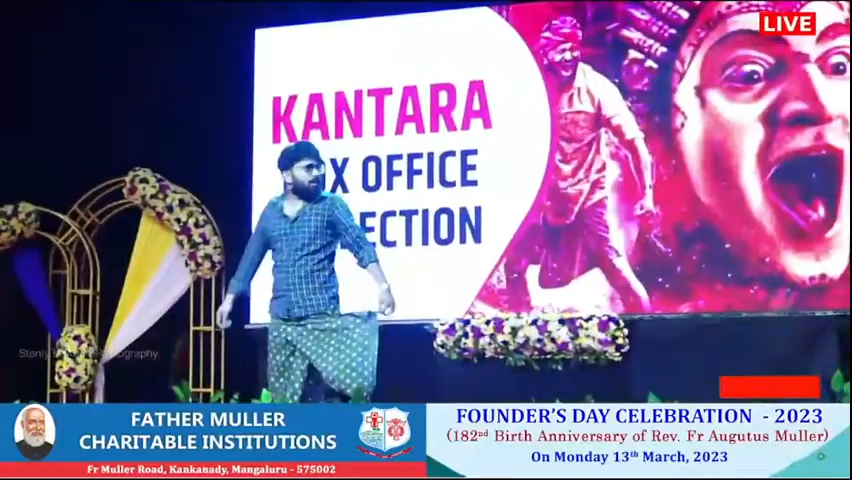 LIVE
KANTARA
X OFFICE
ECTION
FATHER MULLER
CHARITABLE INSTITUTIONS
Fr Muller Road, Kankanady, Mangaluru - 575002
FOUNDER'S DAY CELEBRATION - 2023
(182nd Birth Anniversary of Rev. Fr Augutus Muller)
On Monday 13th March, 2023